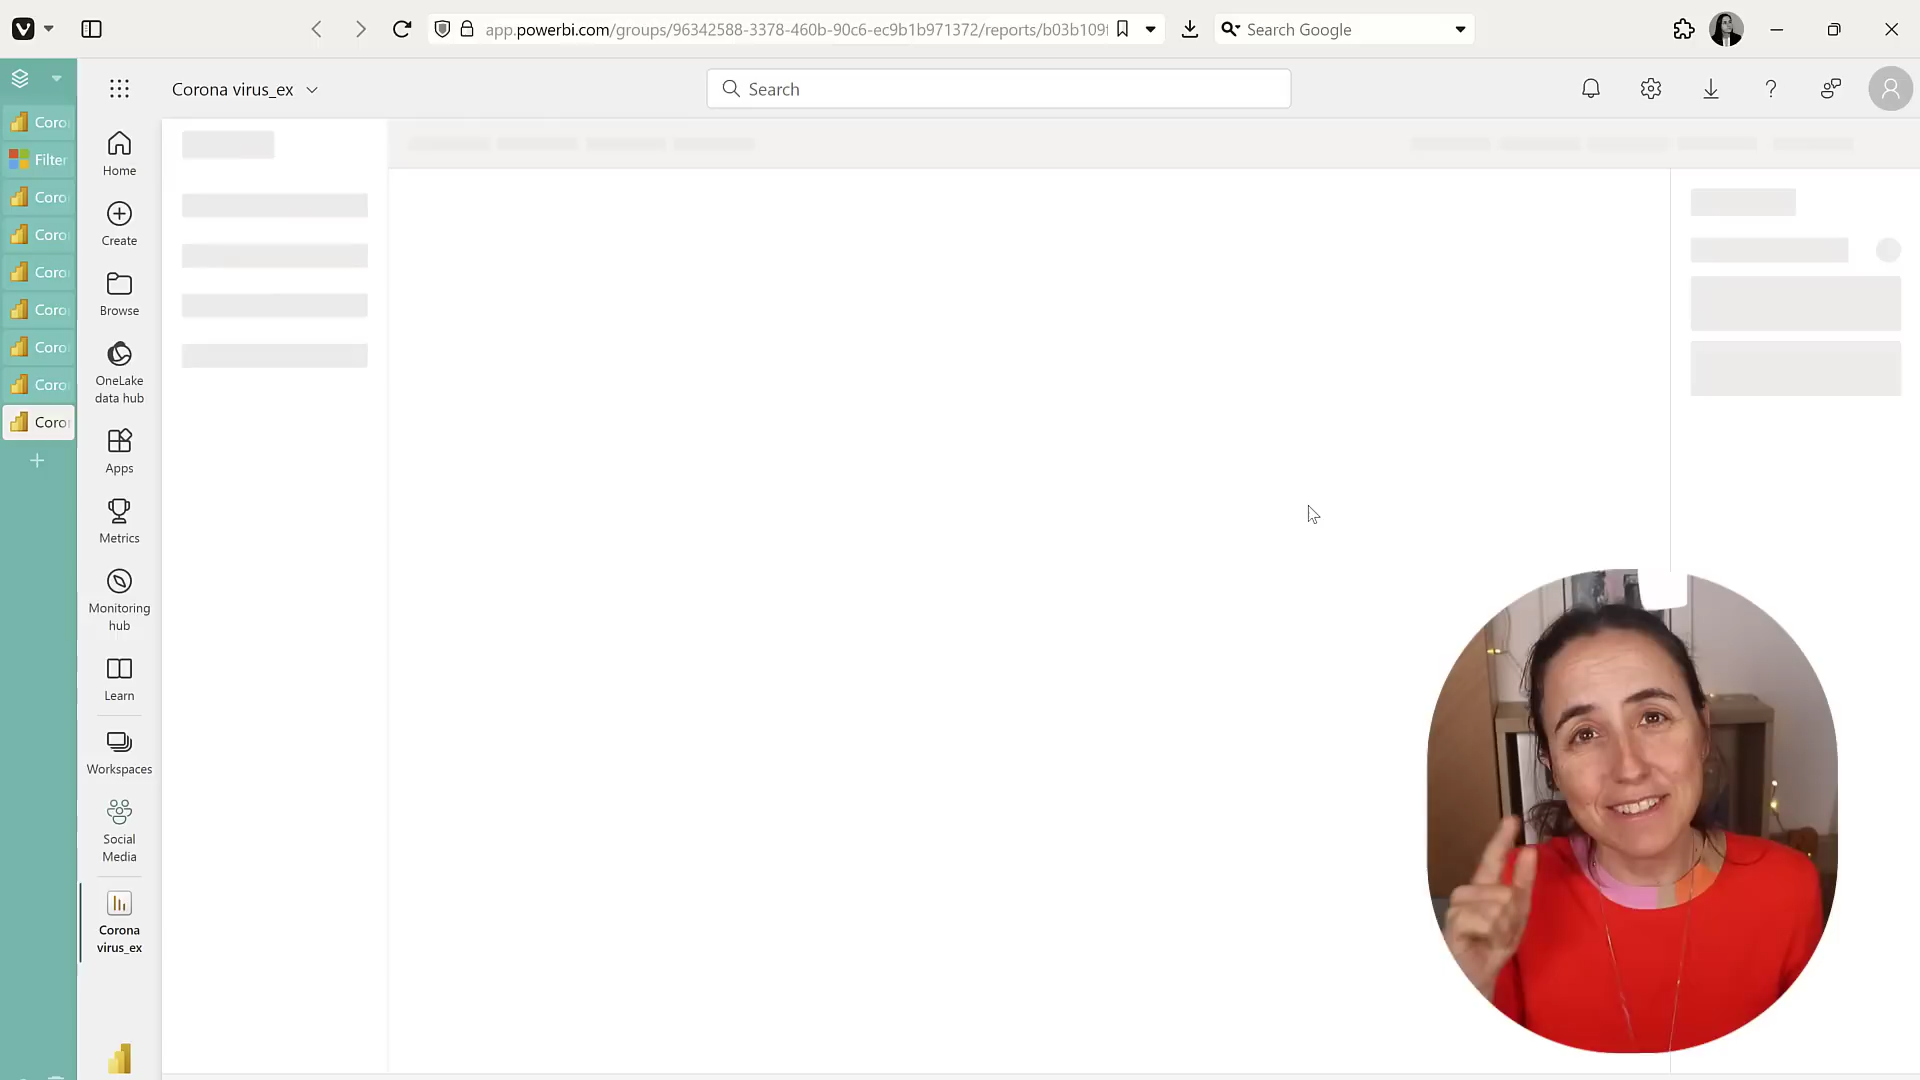 app.powerbi.com/groups/96342588-3378-460b-90c6-ec9b1b971372/reports/b03b109f
Search Google
Corona virus_ex
Search
Coro
Filter
Coro
Coro
Coro
Coro
Coro
Coro
Coro
Home
Create
Browse
OneLake
data hub
Apps
Metrics
Monitoring
hub
Learn
Workspaces
Social
Media
Corona
virus_ex